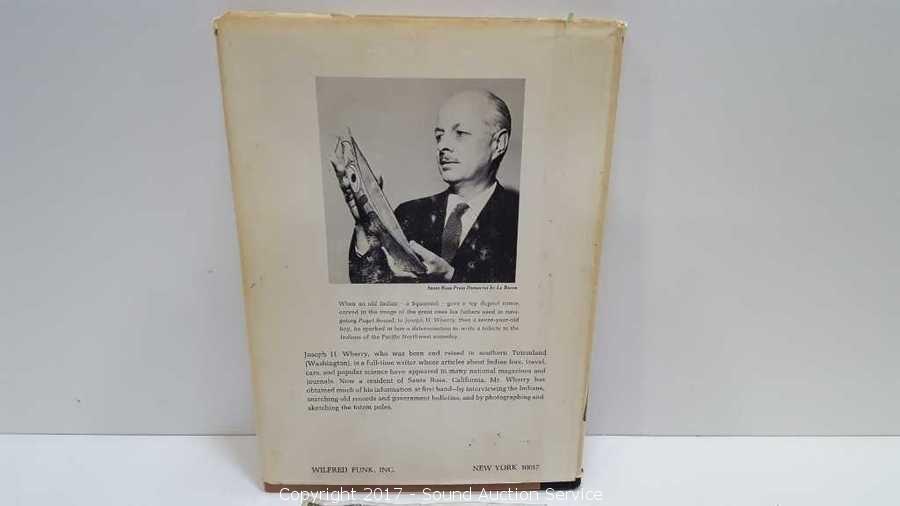 Santa Rosa Press Democrat by Le Baron
When an old Indian—a Squamish—gave a toy dugout canoe,
carved in the image of the great ones his fathers used in navi-
gating Puget Sound, to Joseph H. Wherry, then a seven-year-old
boy, he sparked in him a determination to write a tribute to the
Indians of the Pacific Northwest someday.
Joseph H. Wherry, who was born and raised in southern Totemland
(Washington), is a full-time writer whose articles about Indian lore, travel,
cars, and popular science have appeared in many national magazines and
journals. Now a resident of Santa Rosa, California, Mr. Wherry has
obtained much of his information at first hand—by interviewing the Indians,
searching old records and government bulletins, and by photographing and
sketching the totem poles.
WILFRED FUNK, INC. NEW YORK 10017
Copyright 2017 - Sound Auction Service